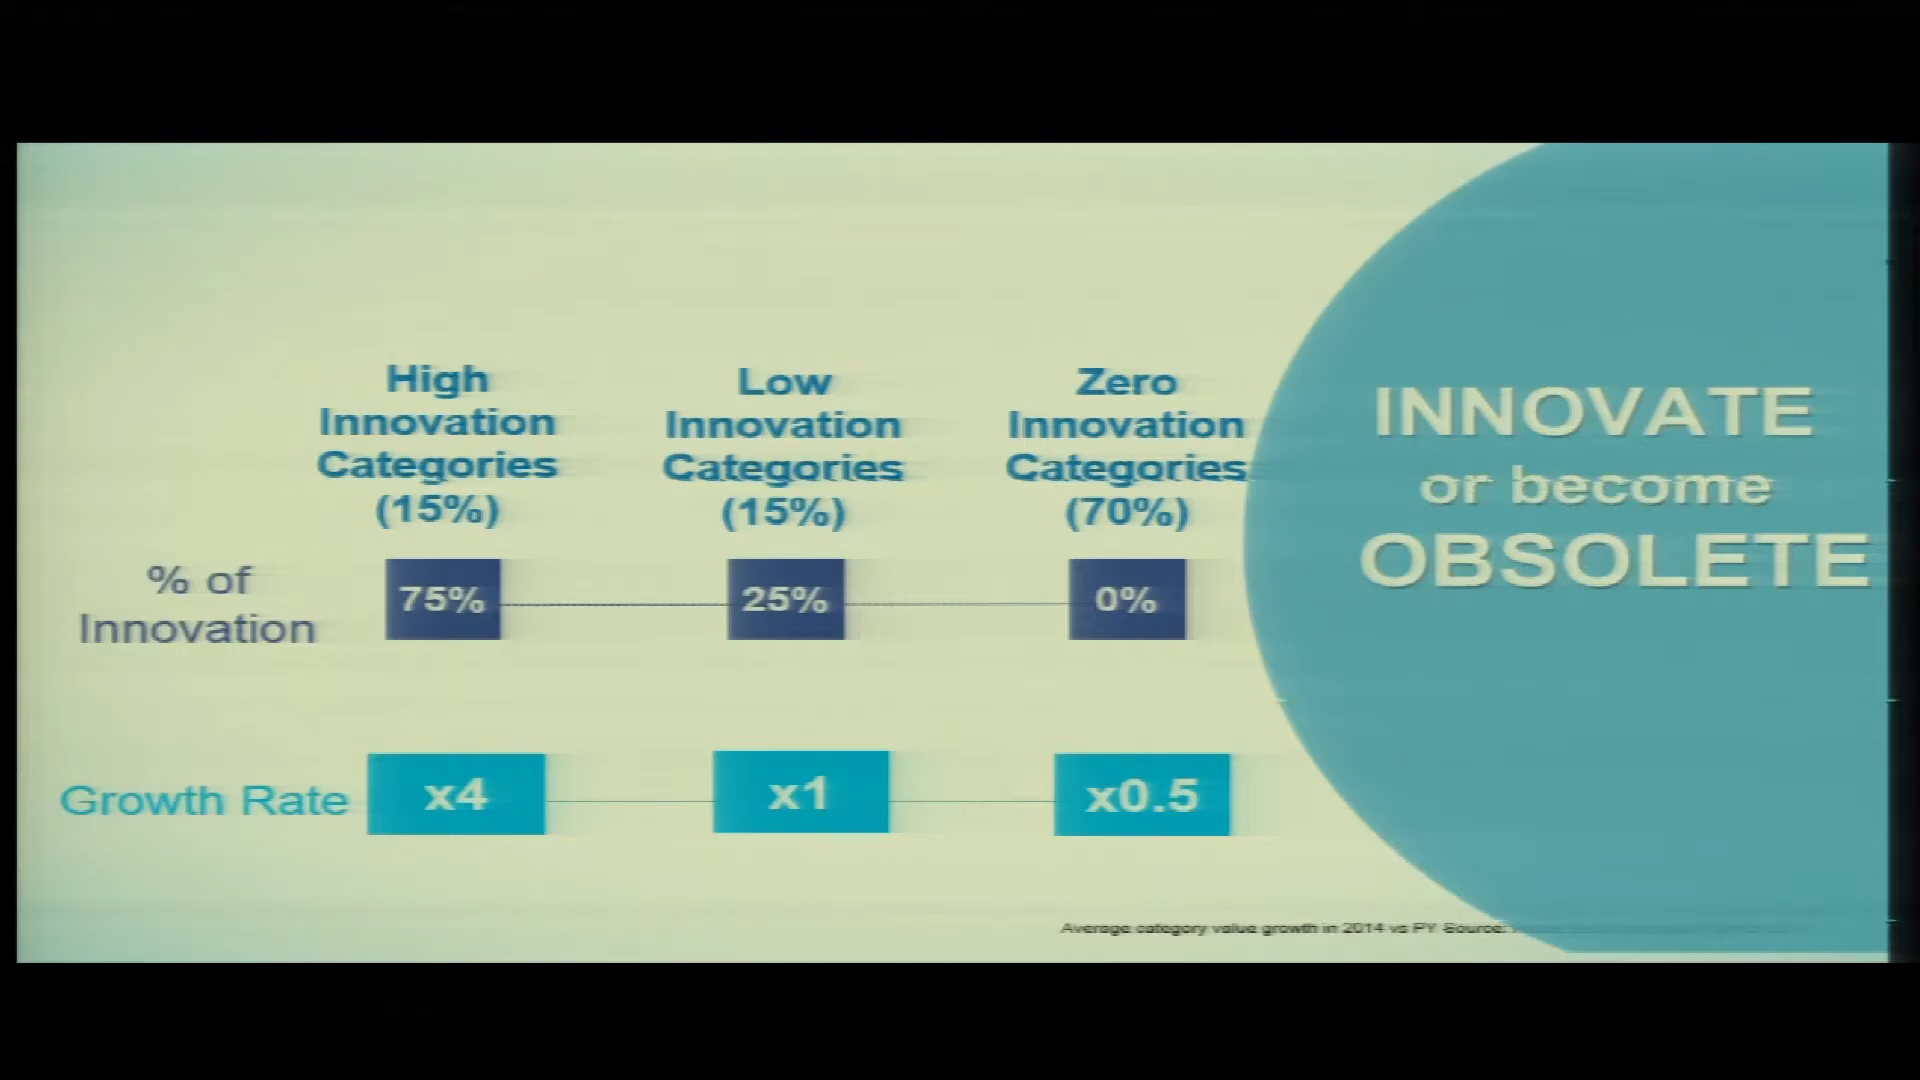 High
Innovation
Categories
(15%)
Low
Innovation
Categories
(15%)
Zero
Innovation
Categories
(70%)
% of
Innovation
75%
25%
0%
Growth Rate
x4
x1
x0.5
INNOVATE
or become
OBSOLETE
Average category value growth in 2014 vs PY Source: